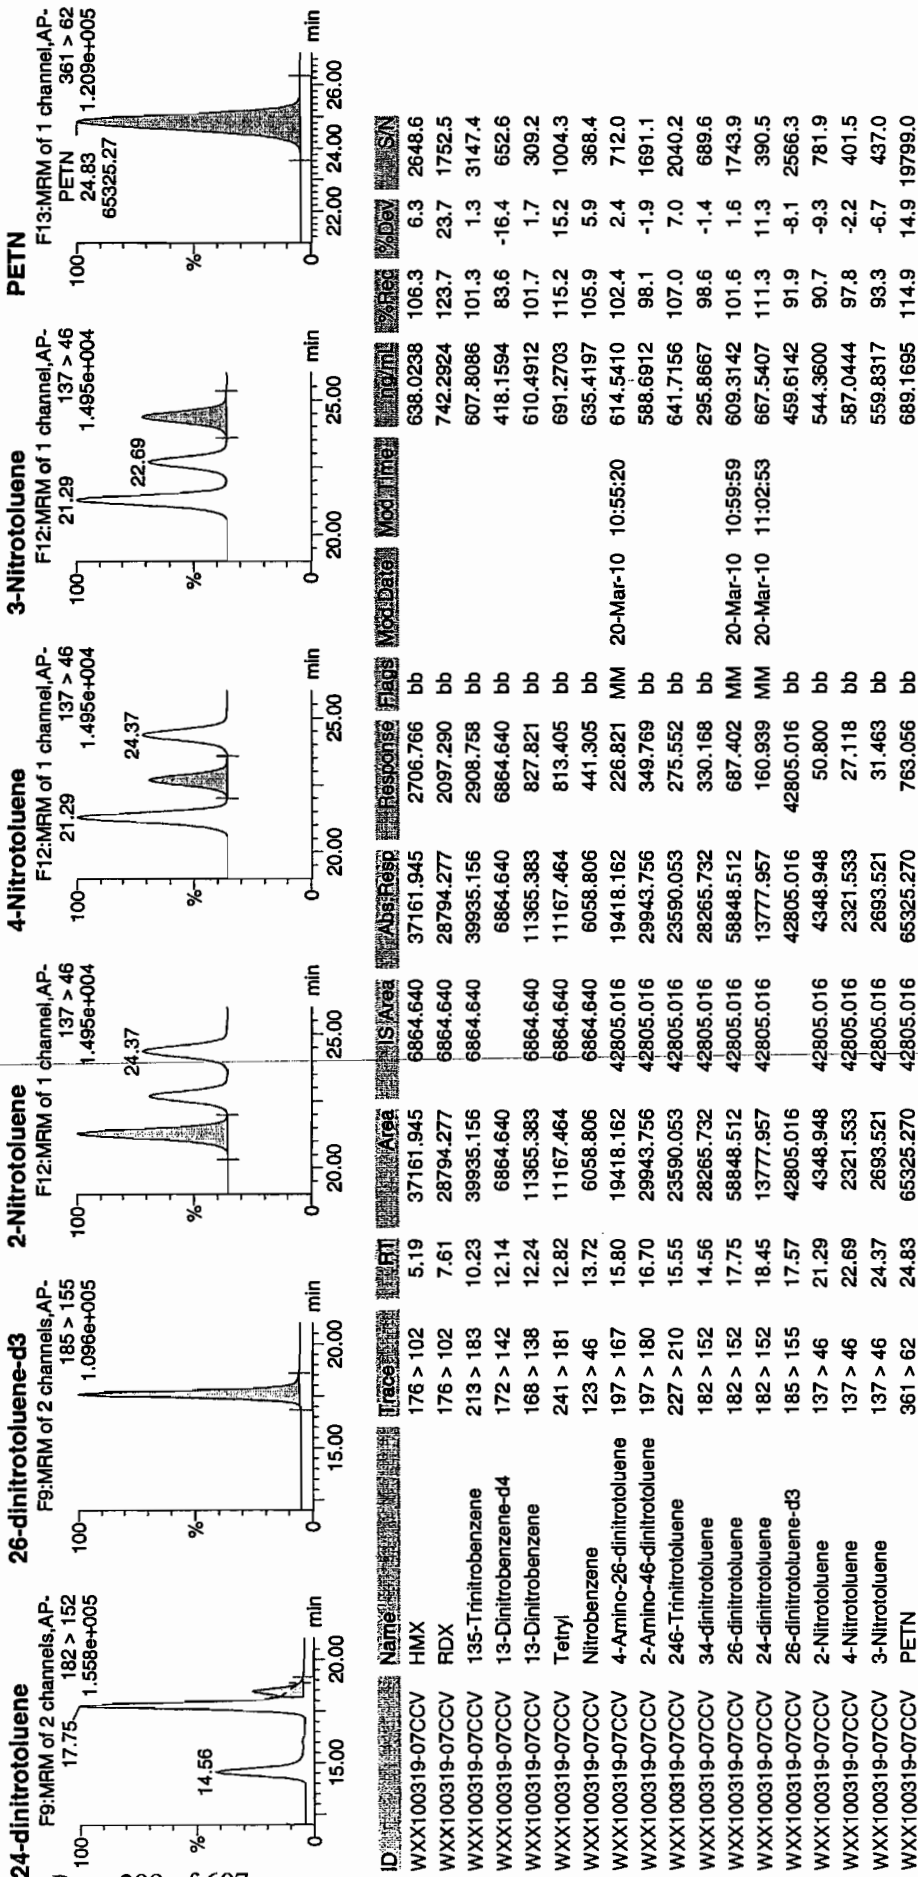 24-dinitrotoluene
F9:MRM of 2 channels,AP-
182 > 152
1.558e+005
17.75
14.56
100
%
0
15.00 20.00 min
26-dinitrotoluene-d3
F9:MRM of 2 channels,AP-
185 > 155
1.096e+005
100
%
0
15.00 20.00 min
2-Nitrotoluene
F12:MRM of 1 channel,AP-
137 > 46
1.495e+004
24.37
100
%
0
20.00 25.00 min
4-Nitrotoluene
F12:MRM of 1 channel,AP-
21.29 137 > 46
1.495e+004
24.37
100
%
0
20.00 25.00 min
3-Nitrotoluene
F12:MRM of 1 channel,AP-
21.29 137 > 46
1.495e+004
22.69
100
%
0
20.00 25.00 min
PETN
F13:MRM of 1 channel,AP-
PETN 361 > 62
24.83 1.209e+005
65325.27
100
%
0
22.00 24.00 26.00 min
ID Name Trace RT Area IS Area Abs Resp Response Flags Mod.Date Mod.Time ng/mL %Rec %Dev S/N
WXX100319-07CCV HMX 176 > 102 5.19 37161.945 6864.640 37161.945 2706.766 bb 638.0238 106.3 6.3 2648.6
WXX100319-07CCV RDX 176 > 102 7.61 28794.277 6864.640 28794.277 2097.290 bb 742.2924 123.7 23.7 1752.5
WXX100319-07CCV 135-Trinitrobenzene 213 > 183 10.23 39935.156 6864.640 39935.156 2908.758 bb 607.8086 101.3 1.3 3147.4
WXX100319-07CCV 13-Dinitrobenzene-d4 172 > 142 12.14 6864.640 6864.640 6864.640 bb 418.1594 83.6 -16.4 652.6
WXX100319-07CCV 13-Dinitrobenzene 168 > 138 12.24 11365.383 6864.640 11365.383 827.821 bb 610.4912 101.7 1.7 309.2
WXX100319-07CCV Tetryl 241 > 181 12.82 11167.464 6864.640 11167.464 813.405 bb 691.2703 115.2 15.2 1004.3
WXX100319-07CCV Nitrobenzene 123 > 46 13.72 6058.806 6864.640 6058.806 441.305 bb 635.4197 105.9 5.9 368.4
WXX100319-07CCV 4-Amino-26-dinitrotoluene 197 > 167 15.80 19418.162 42805.016 19418.162 226.821 MM 20-Mar-10 10:55:20 614.5410 102.4 2.4 712.0
WXX100319-07CCV 2-Amino-46-dinitrotoluene 197 > 180 16.70 29943.756 42805.016 29943.756 349.769 bb 588.6912 98.1 -1.9 1691.1
WXX100319-07CCV 246-Trinitrotoluene 227 > 210 15.55 23590.053 42805.016 23590.053 275.552 bb 641.7156 107.0 7.0 2040.2
WXX100319-07CCV 34-dinitrotoluene 182 > 152 14.56 28265.732 42805.016 28265.732 330.168 bb 295.8667 98.6 -1.4 689.6
WXX100319-07CCV 26-dinitrotoluene 182 > 152 17.75 58848.512 42805.016 58848.512 687.402 MM 20-Mar-10 10:59:59 609.3142 101.6 1.6 1743.9
WXX100319-07CCV 24-dinitrotoluene 182 > 152 18.45 13777.957 42805.016 13777.957 160.939 MM 20-Mar-10 11:02:53 667.5407 111.3 11.3 390.5
WXX100319-07CCV 26-dinitrotoluene-d3 185 > 155 17.57 42805.016 42805.016 42805.016 bb 459.6142 91.9 -8.1 2566.3
WXX100319-07CCV 2-Nitrotoluene 137 > 46 21.29 4348.948 42805.016 4348.948 50.800 bb 544.3600 90.7 -9.3 781.9
WXX100319-07CCV 4-Nitrotoluene 137 > 46 22.69 2321.533 42805.016 2321.533 27.118 bb 587.0444 97.8 -2.2 401.5
WXX100319-07CCV 3-Nitrotoluene 137 > 46 24.37 2693.521 42805.016 2693.521 31.463 bb 559.8317 93.3 -6.7 437.0
WXX100319-07CCV PETN 361 > 62 24.83 65325.270 42805.016 65325.270 763.056 bb 689.1695 114.9 14.9 19799.0